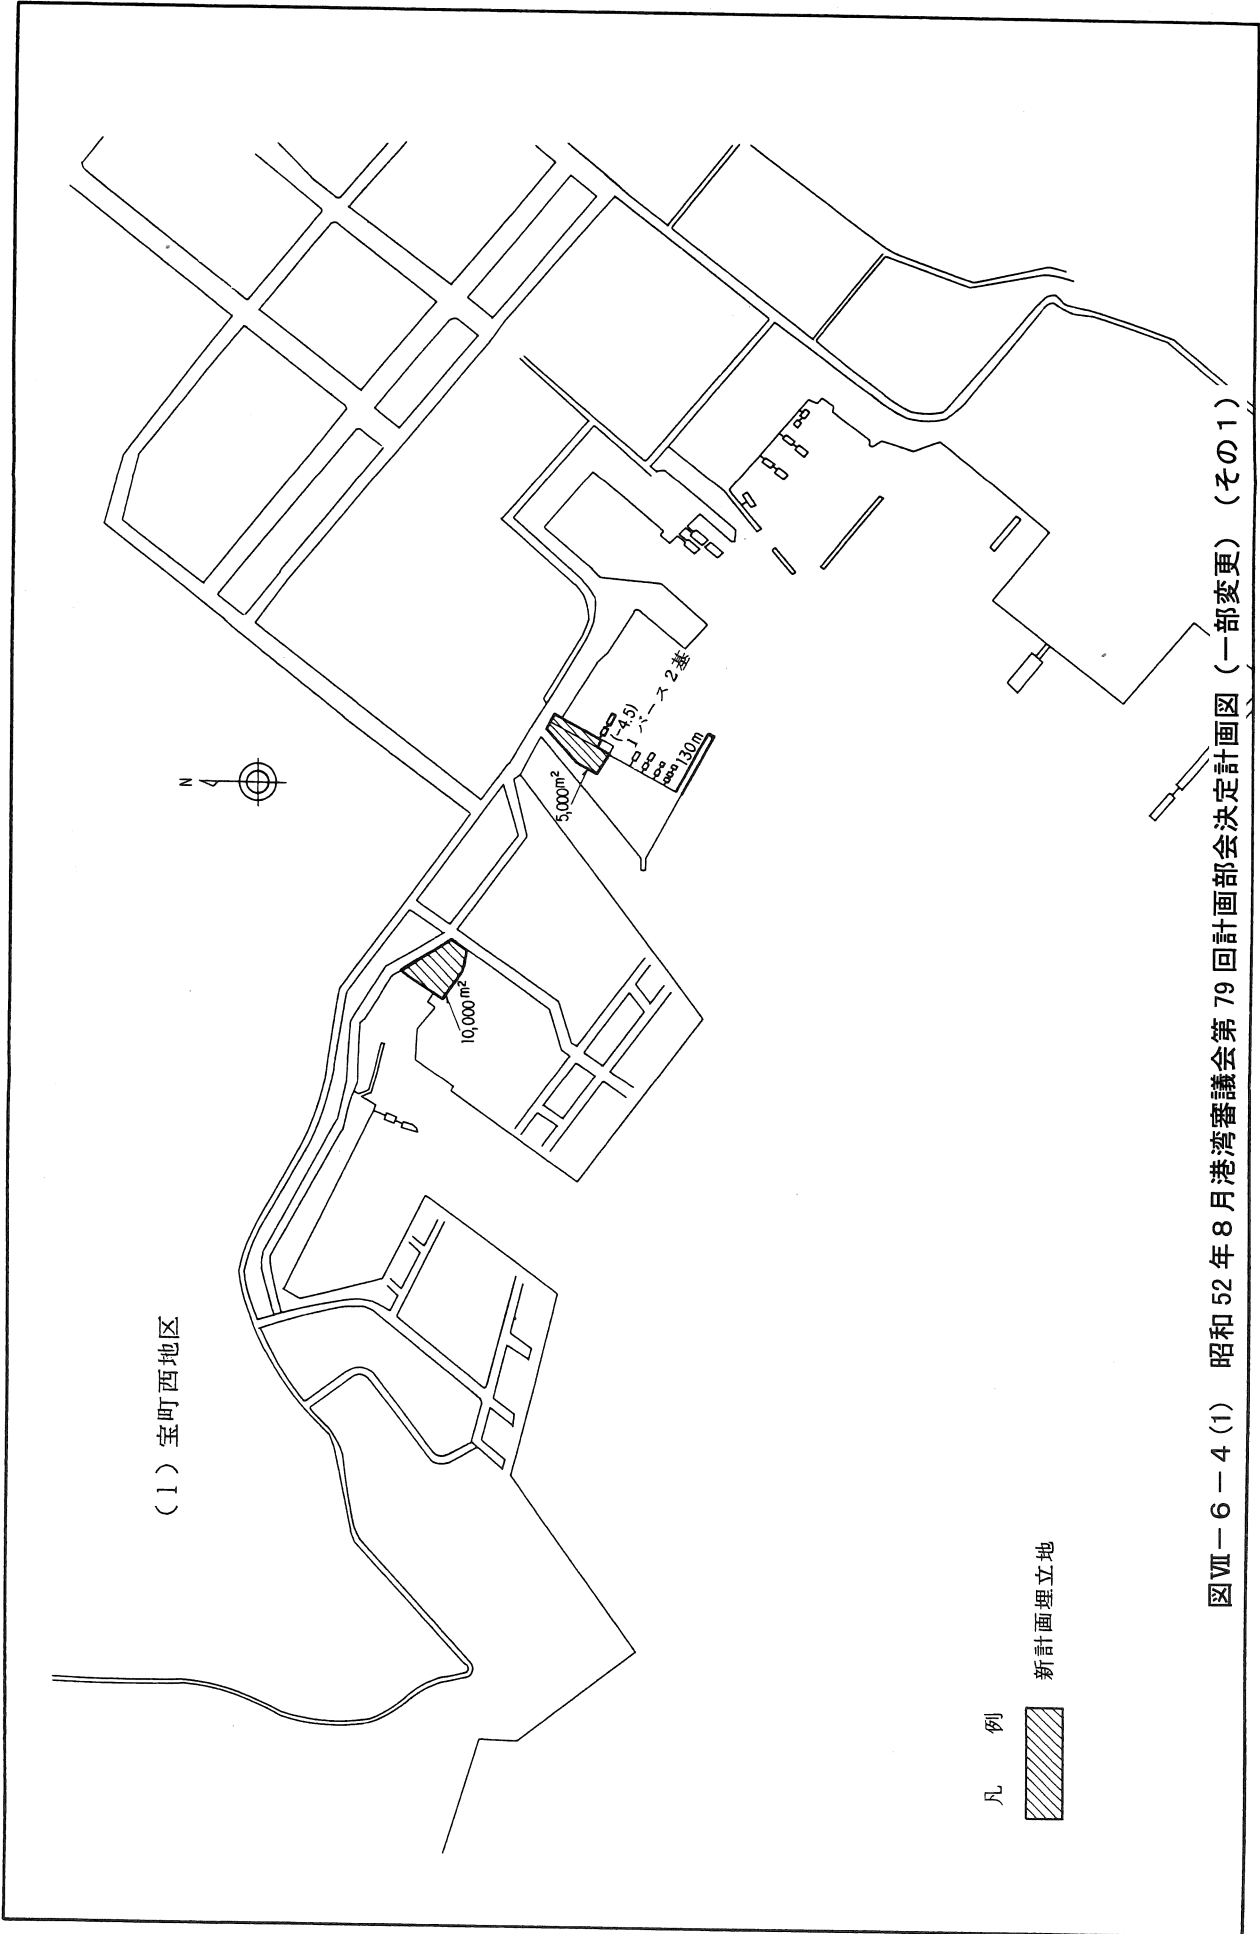 (1) 宝町西地区
N
10,000m²
5,000m²
(-4.5)
1バース2基
130m
凡 例
新計画埋立地
図Ⅶ－6－4(1) 昭和52年8月港湾審議会第79回計画部会決定計画図（一部変更）（その1）